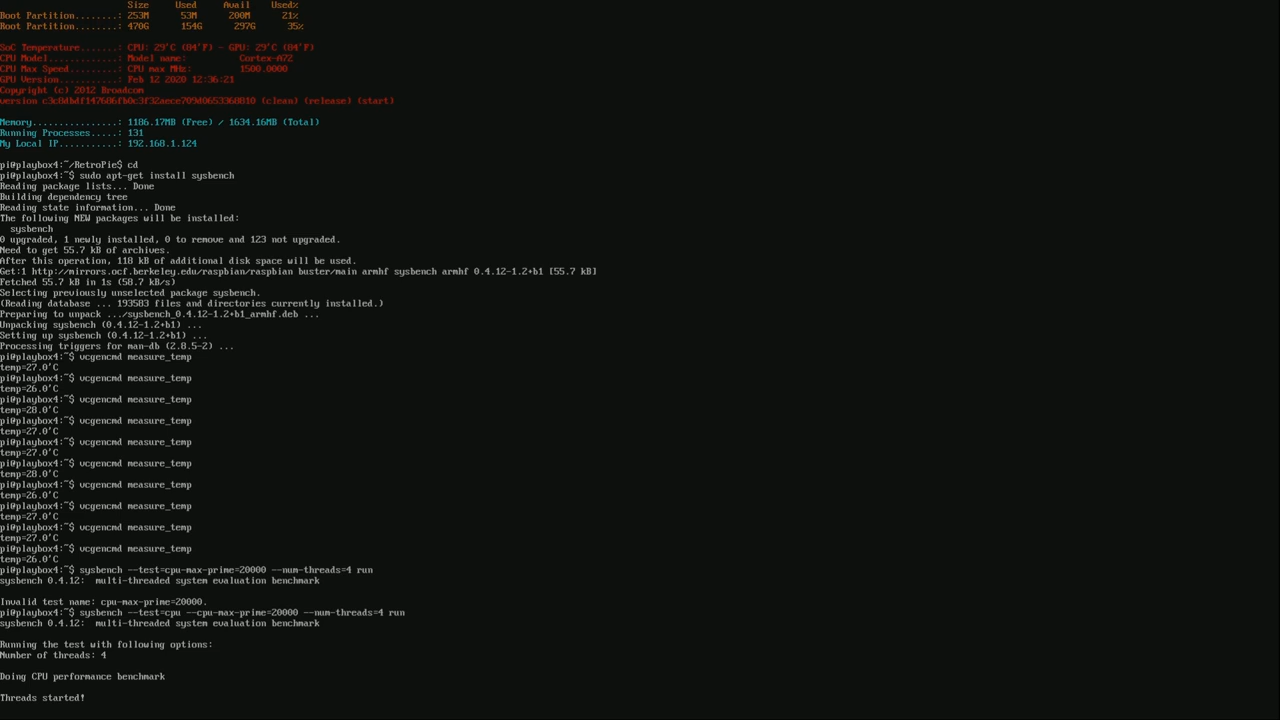 Size Used Avail Used%
Boot Partition........: 253M 53M 200M 21%
Root Partition........: 470G 154G 297G 35%
SoC Temperature.......: CPU: 29'C (84'F) - GPU: 29'C (84'F)
CPU Model.............: Model name: Cortex-A72
CPU Max Speed.........: CPU max MHz: 1500.0000
GPU Version...........: Feb 12 2020 12:36:21
Copyright (c) 2012 Broadcom
version c3c8dbdf147686fb0c3f32aece709d0653368810 (clean) (release) (start)
Memory................: 1186.17MB (Free) / 1634.16MB (Total)
Running Processes.....: 131
My Local IP...........: 192.168.1.124
pi@playbox4:~/RetroPie$ cd
pi@playbox4:~$ sudo apt-get install sysbench
Reading package lists... Done
Building dependency tree
Reading state information... Done
The following NEW packages will be installed:
sysbench
0 upgraded, 1 newly installed, 0 to remove and 123 not upgraded.
Need to get 55.7 kB of archives.
After this operation, 118 kB of additional disk space will be used.
Get:1 http://mirrors.ocf.berkeley.edu/raspbian/raspbian buster/main armhf sysbench armhf 0.4.12-1.2+b1 [55.7 kB]
Fetched 55.7 kB in 1s (58.7 kB/s)
Selecting previously unselected package sysbench.
(Reading database ... 193583 files and directories currently installed.)
Preparing to unpack .../sysbench_0.4.12-1.2+b1_armhf.deb ...
Unpacking sysbench (0.4.12-1.2+b1) ...
Setting up sysbench (0.4.12-1.2+b1) ...
Processing triggers for man-db (2.8.5-2) ...
pi@playbox4:~$ vcgencmd measure_temp
temp=27.0'C
pi@playbox4:~$ vcgencmd measure_temp
temp=26.0'C
pi@playbox4:~$ vcgencmd measure_temp
temp=28.0'C
pi@playbox4:~$ vcgencmd measure_temp
temp=27.0'C
pi@playbox4:~$ vcgencmd measure_temp
temp=27.0'C
pi@playbox4:~$ vcgencmd measure_temp
temp=28.0'C
pi@playbox4:~$ vcgencmd measure_temp
temp=26.0'C
pi@playbox4:~$ vcgencmd measure_temp
temp=27.0'C
pi@playbox4:~$ vcgencmd measure_temp
temp=27.0'C
pi@playbox4:~$ vcgencmd measure_temp
temp=26.0'C
pi@playbox4:~$ sysbench --test=cpu-max-prime=20000 --num-threads=4 run
sysbench 0.4.12: multi-threaded system evaluation benchmark
Invalid test name: cpu-max-prime=20000.
pi@playbox4:~$ sysbench --test=cpu --cpu-max-prime=20000 --num-threads=4 run
sysbench 0.4.12: multi-threaded system evaluation benchmark
Running the test with following options:
Number of threads: 4
Doing CPU performance benchmark
Threads started!